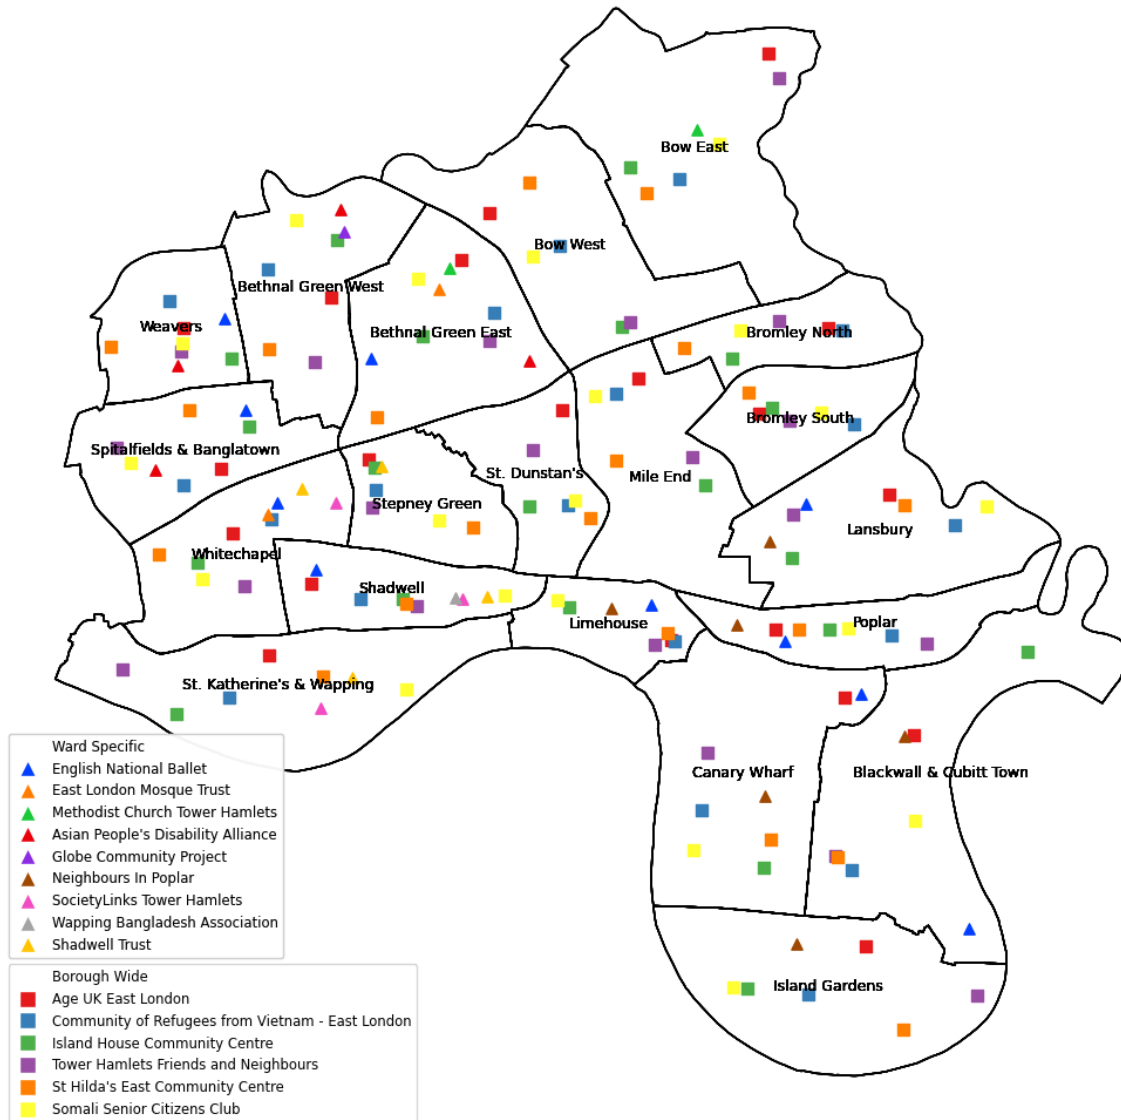 Bow East
Bow West
Bethnal Green West
Weavers
Bethnal Green East
Bromley North
Bromley South
Spitalfields & Banglatown
St. Dunstan's
Mile End
Stepney Green
Lansbury
Whitechapel
Shadwell
Limehouse
Poplar
St. Katherine's & Wapping
Canary Wharf
Blackwall & Cubitt Town
Island Gardens
Ward Specific
English National Ballet
East London Mosque Trust
Methodist Church Tower Hamlets
Asian People's Disability Alliance
Globe Community Project
Neighbours In Poplar
SocietyLinks Tower Hamlets
Wapping Bangladesh Association
Shadwell Trust
Borough Wide
Age UK East London
Community of Refugees from Vietnam - East London
Island House Community Centre
Tower Hamlets Friends and Neighbours
St Hilda's East Community Centre
Somali Senior Citizens Club